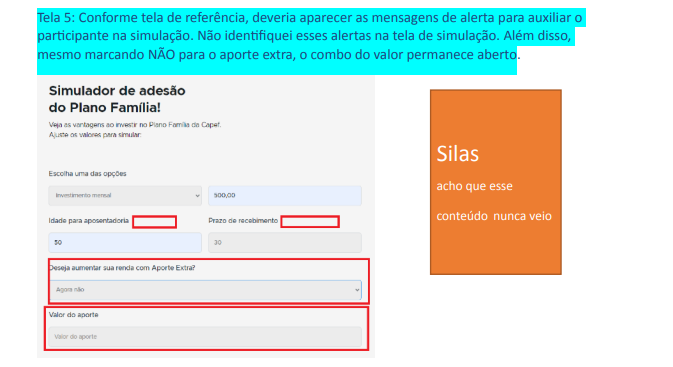 Tela 5: Conforme tela de referência, deveria aparecer as mensagens de alerta para auxiliar o
participante na simulação. Não identifiquei esses alertas na tela de simulação. Além disso,
mesmo marcando NÃO para o aporte extra, o combo do valor permanece aberto.
Simulador de adesão
do Plano Família!
Veja as vantagens ao investir no Plano Família da Capef.
Ajuste os valores para simular:
Escolha uma das opções
Investimento mensal
500,00
Idade para aposentadoria
Prazo de recebimento
50
30
Deseja aumentar sua renda com Aporte Extra?
Agora não
Valor do aporte
Valor do aporte
Silas
acho que esse
conteúdo nunca veio